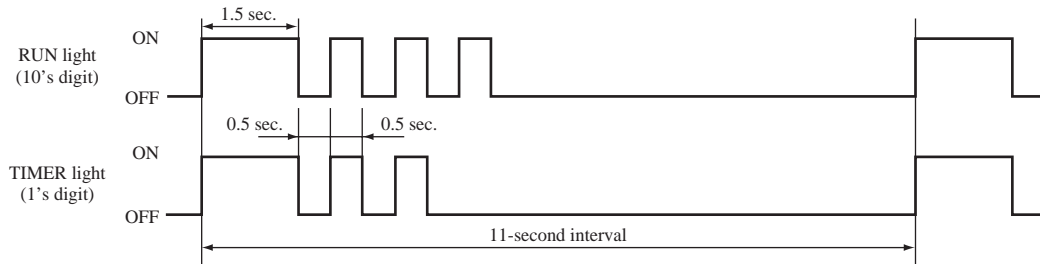 1.5 sec.
ON
RUN light
(10's digit)
OFF
0.5 sec.
0.5 sec.
ON
TIMER light
(1's digit)
OFF
11-second interval